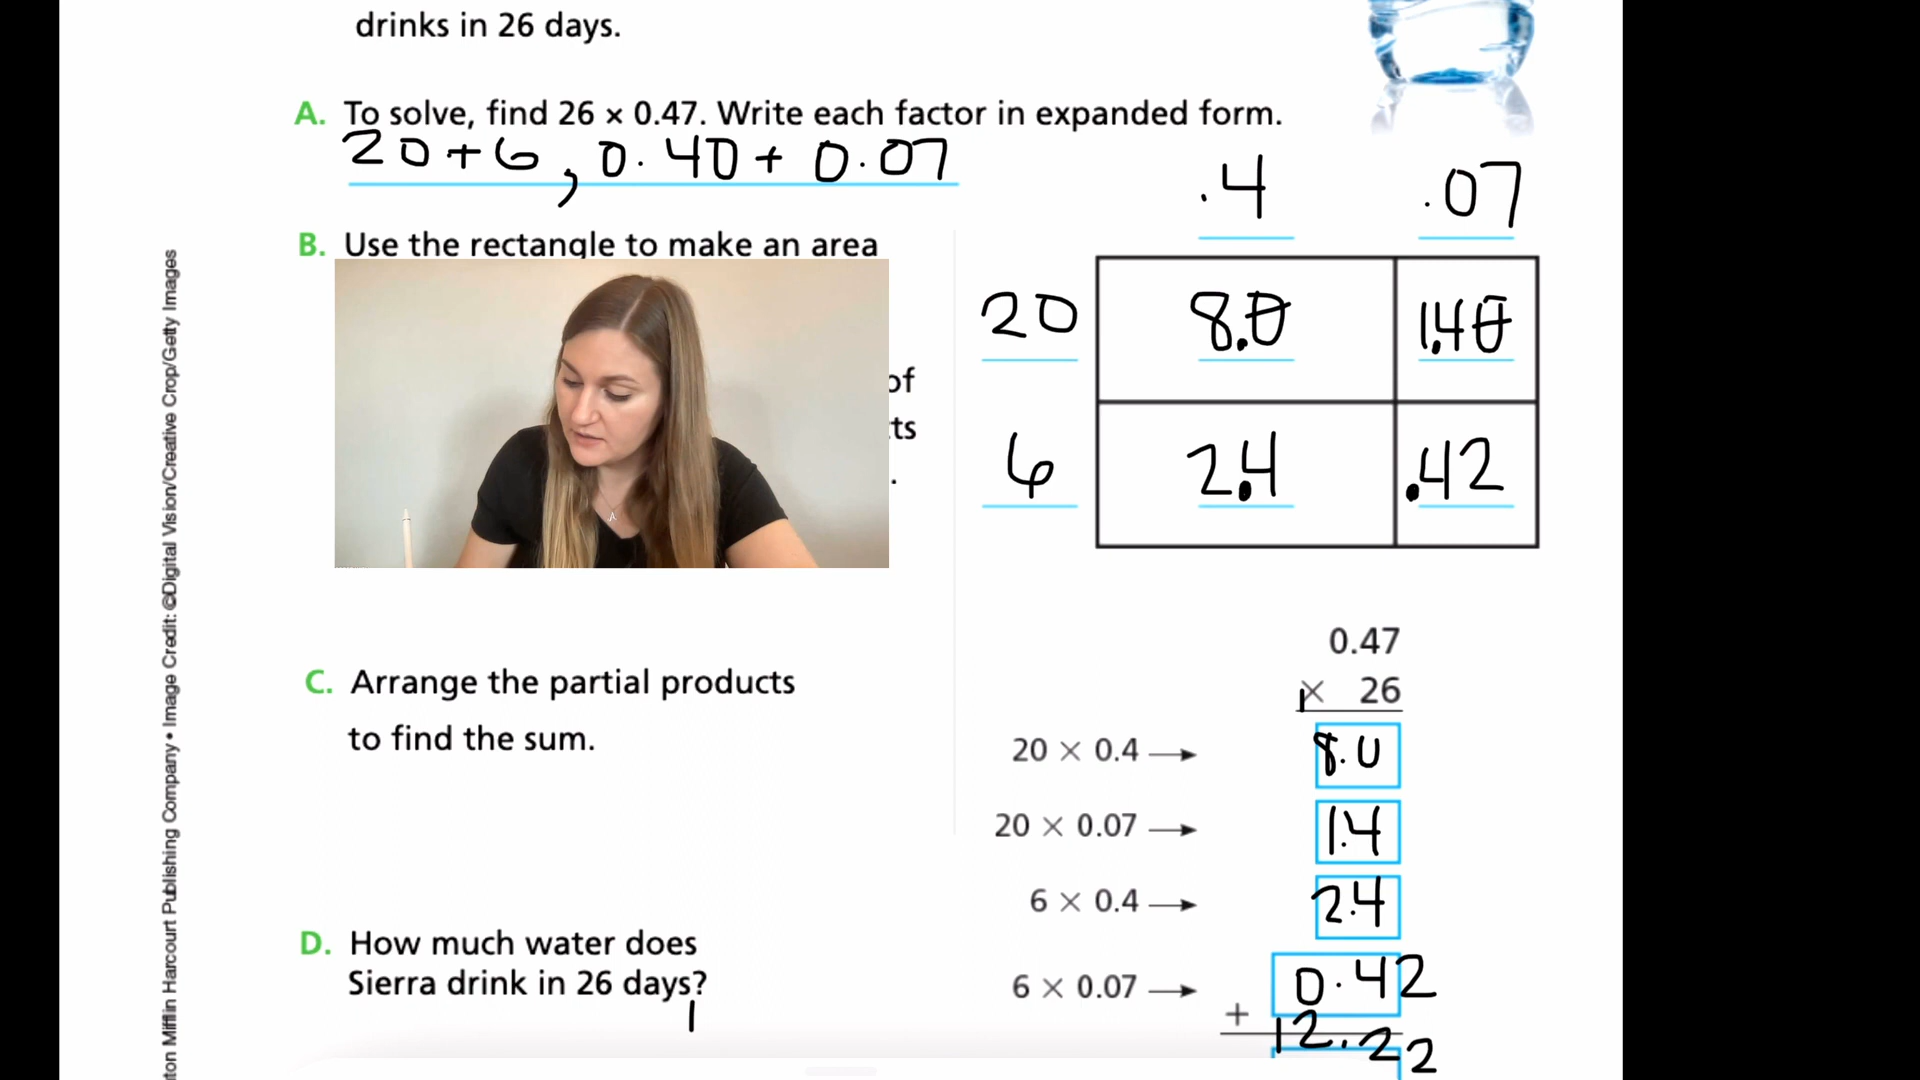 drinks in 26 days.
A. To solve, find 26 × 0.47. Write each factor in expanded form.
20+6, 0.40+ 0.07
.4 .07
B. Use the rectangle to make an area
20 8.0 1.40
of
ts
.
6 2.4 .42
0.47
× 26
C. Arrange the partial products
to find the sum.
20 × 0.4 → 8.0
20 × 0.07 → 1.4
6 × 0.4 → 2.4
D. How much water does
Sierra drink in 26 days?
6 × 0.07 → 0.42
+
12.22
1
ton Mifflin Harcourt Publishing Company • Image Credit: ©Digital Vision/Creative Crop/Getty Images